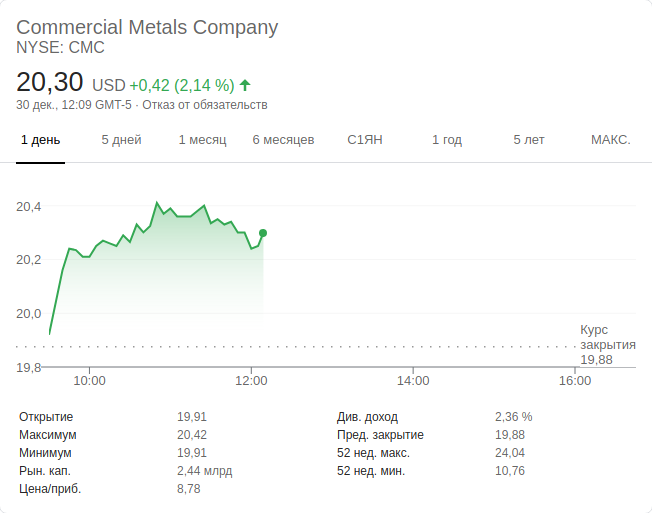 Commercial Metals Company
NYSE: CMC
20,30 USD +0,42 (2,14 %)
30 дек., 12:09 GMT-5 · Отказ от обязательств
1 день 5 дней 1 месяц 6 месяцев С1ЯН 1 год 5 лет МАКС.
20,4
20,2
20,0
Курс
закрытия
19,88
19,8
10:00 12:00 14:00 16:00
Открытие 19,91 Див. доход 2,36 %
Максимум 20,42 Пред. закрытие 19,88
Минимум 19,91 52 нед. макс. 24,04
Рын. кап. 2,44 млрд 52 нед. мин. 10,76
Цена/приб. 8,78